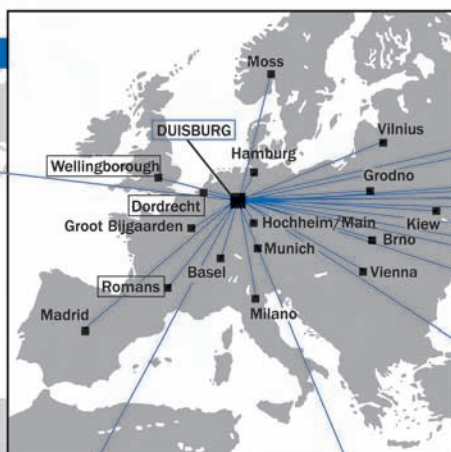 Moss
DUISBURG
Vilnius
Wellingborough
Hamburg
Grodno
Dordrecht
Kiew
Groot Bijgaarden
Hochheim/Main
Brno
Munich
Basel
Vienna
Romans
Milano
Madrid